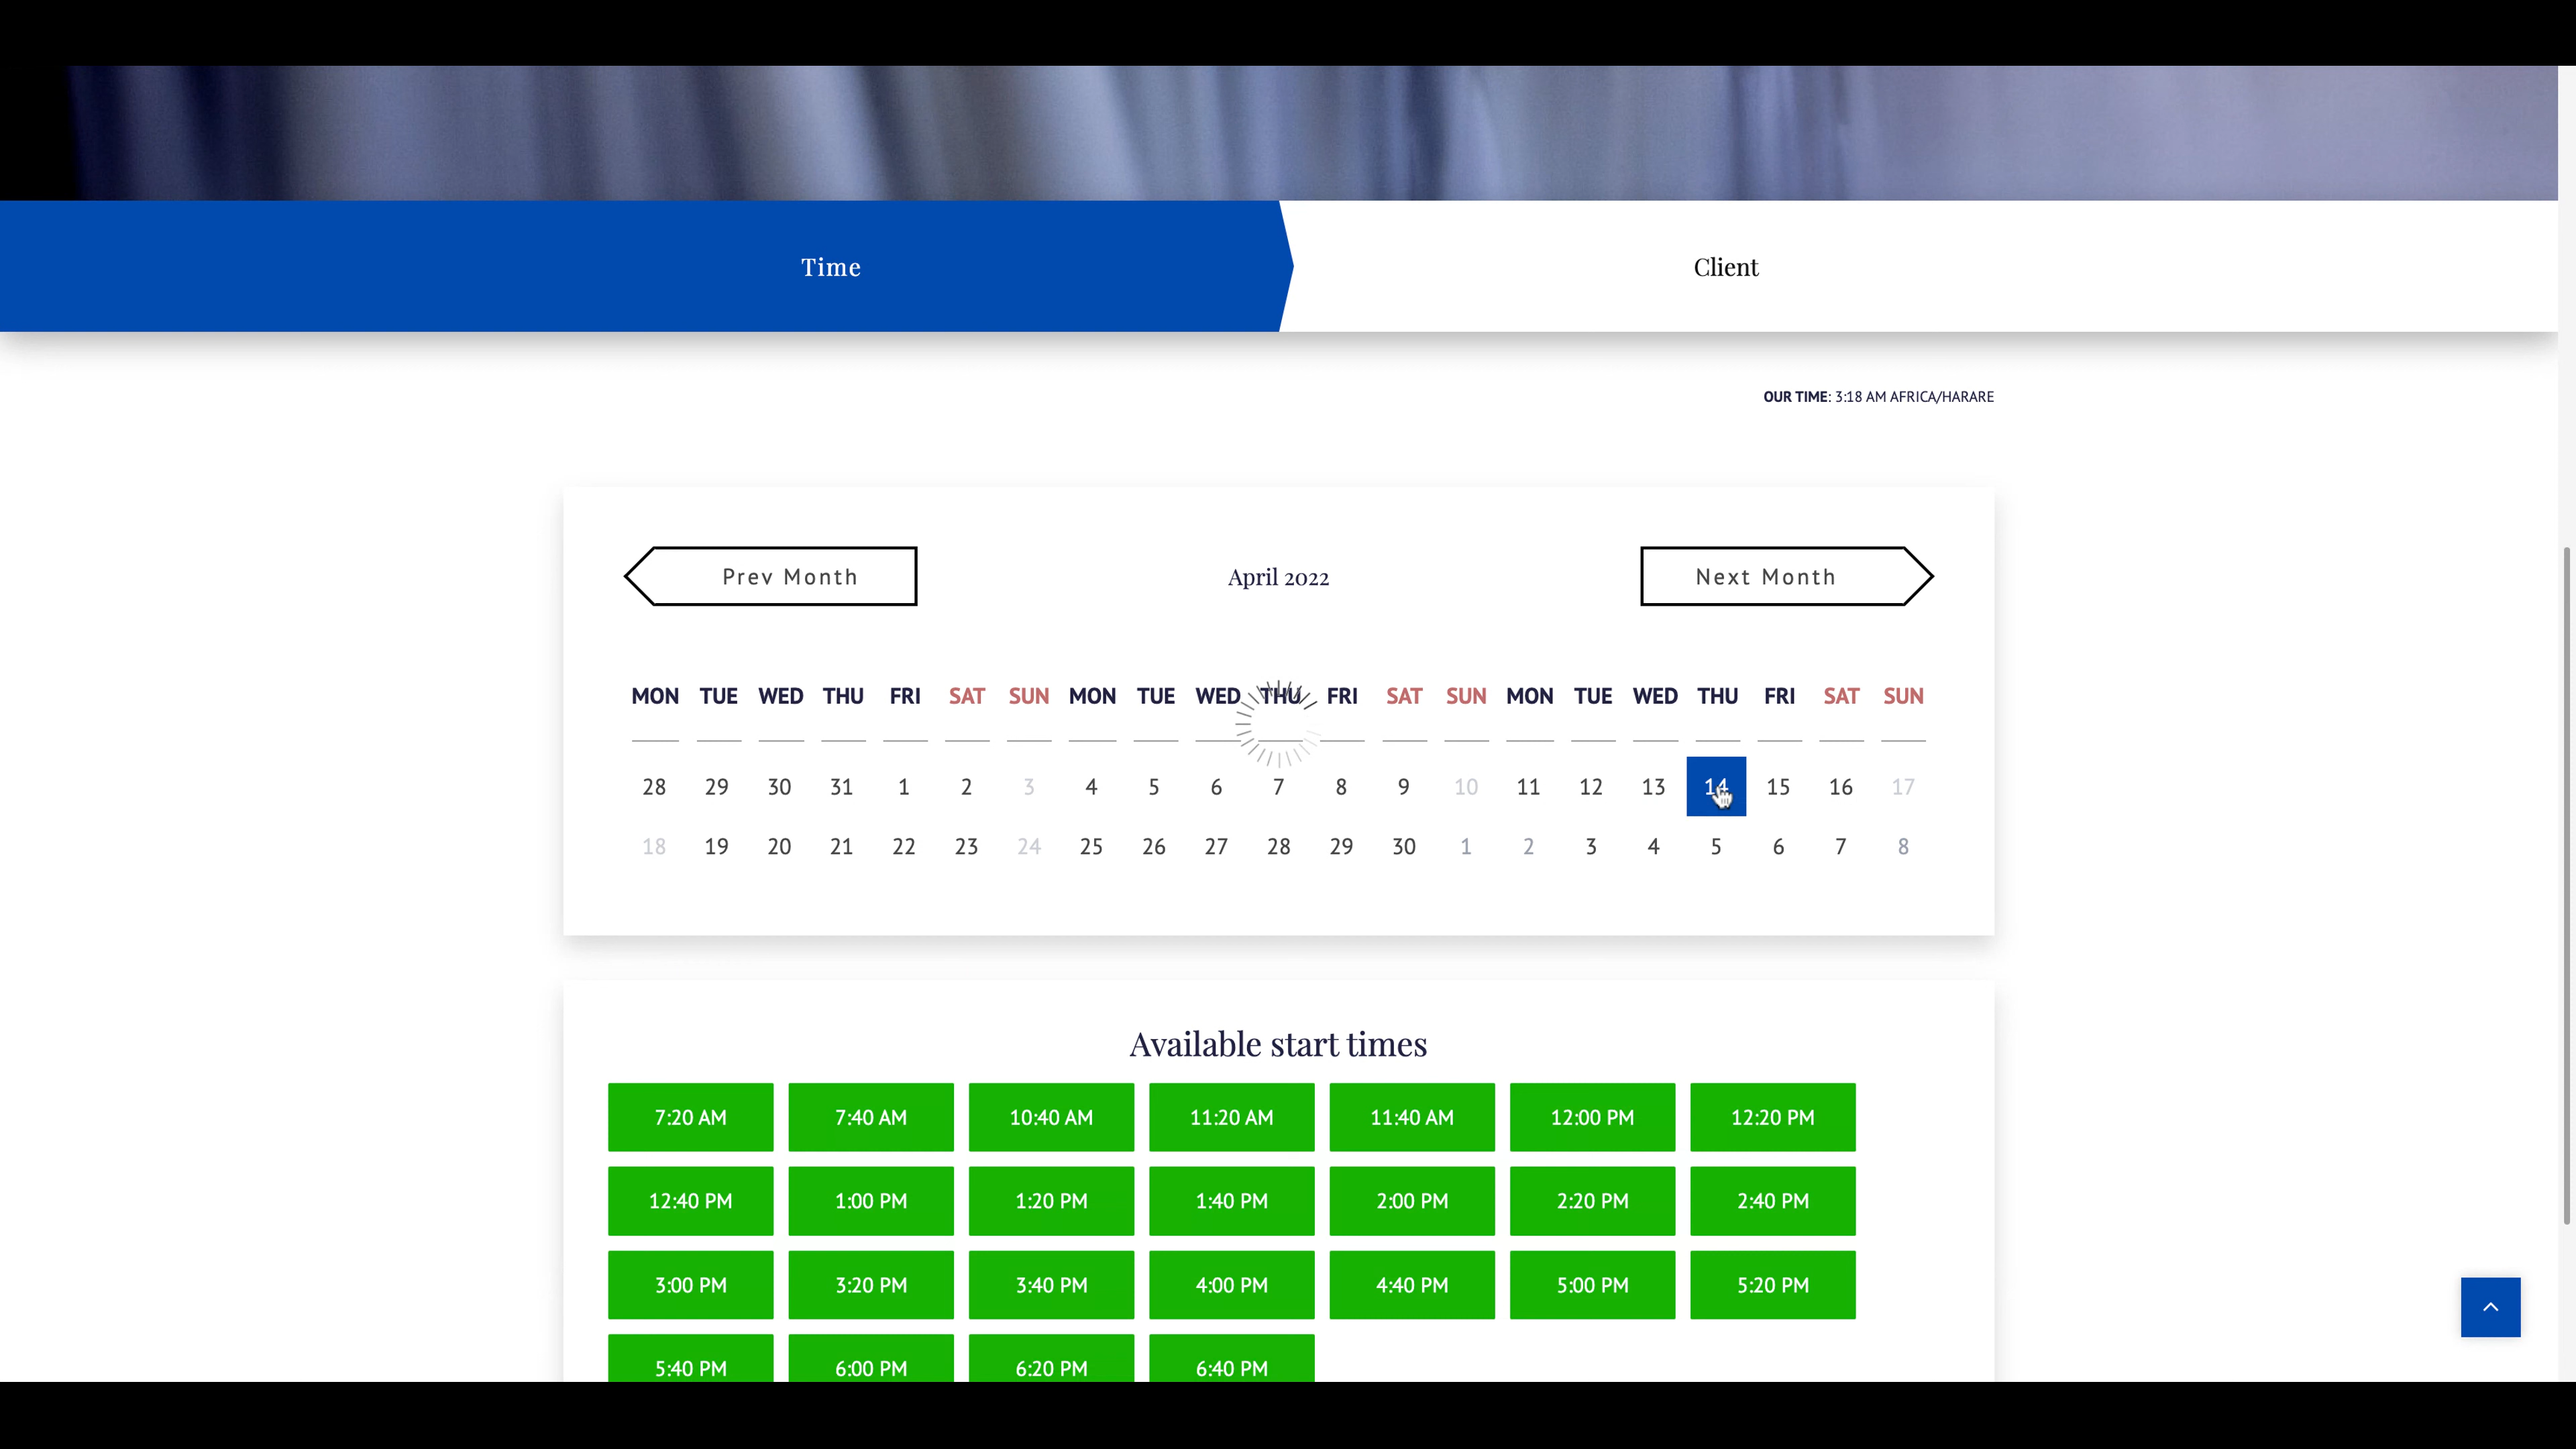 Time
Client
OUR TIME: 3:18 AM AFRICA/HARARE
Prev Month
April 2022
Next Month
MON TUE WED THU FRI SAT SUN MON TUE WED THU FRI SAT SUN MON TUE WED THU FRI SAT SUN
28 29 30 31 1 2 3 4 5 6 7 8 9 10 11 12 13 14 15 16 17
18 19 20 21 22 23 24 25 26 27 28 29 30 1 2 3 4 5 6 7 8
Available start times
7:20 AM 7:40 AM 10:40 AM 11:20 AM 11:40 AM 12:00 PM 12:20 PM
12:40 PM 1:00 PM 1:20 PM 1:40 PM 2:00 PM 2:20 PM 2:40 PM
3:00 PM 3:20 PM 3:40 PM 4:00 PM 4:40 PM 5:00 PM 5:20 PM
5:40 PM 6:00 PM 6:20 PM 6:40 PM